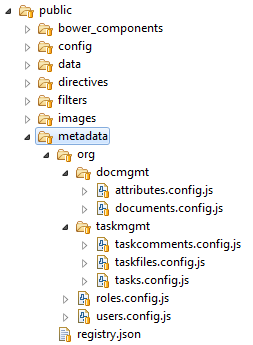 public
bower_components
config
data
directives
filters
images
metadata
org
docmgmt
attributes.config.js
documents.config.js
taskmgmt
taskcomments.config.js
taskfiles.config.js
tasks.config.js
roles.config.js
users.config.js
registry.json